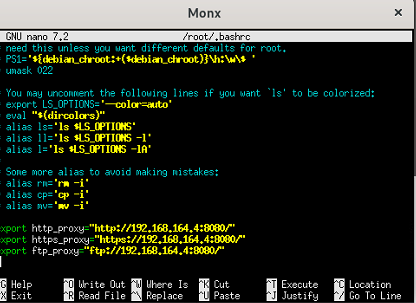 Monx
GNU nano 7.2 /root/.bashrc
need this unless you want different defaults for root.
PS1='${debian_chroot:+($debian_chroot)}\h:\w\$ '
umask 022
You may uncomment the following lines if you want `ls' to be colorized:
export LS_OPTIONS='--color=auto'
eval "$(dircolors)"
alias ls='ls $LS_OPTIONS'
alias ll='ls $LS_OPTIONS -l'
alias l='ls $LS_OPTIONS -lA'
Some more alias to avoid making mistakes:
alias rm='rm -i'
alias cp='cp -i'
alias mv='mv -i'
xport http_proxy="http://192.168.164.4:8080/"
xport https_proxy="https://192.168.164.4:8080/"
xport ftp_proxy="ftp://192.168.164.4:8080/"
G Help ^O Write Out ^W Where Is ^K Cut ^T Execute ^C Location
X Exit ^R Read File ^\ Replace ^U Paste ^J Justify ^/ Go To Line